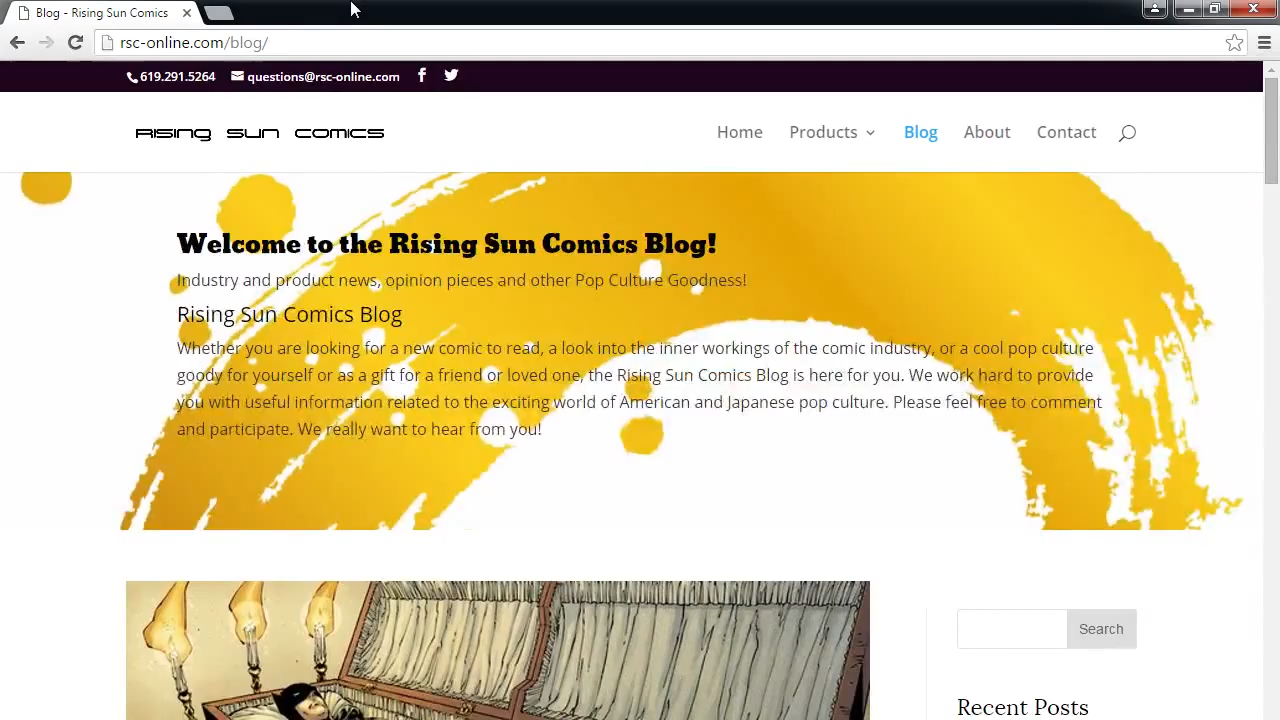 Blog - Rising Sun Comics
rsc-online.com/blog/
619.291.5264 questions@rsc-online.com
Rising Sun Comics
Home Products Blog About Contact
Welcome to the Rising Sun Comics Blog!
Industry and product news, opinion pieces and other Pop Culture Goodness!
Rising Sun Comics Blog
Whether you are looking for a new comic to read, a look into the inner workings of the comic industry, or a cool pop culture
goody for yourself or as a gift for a friend or loved one, the Rising Sun Comics Blog is here for you. We work hard to provide
you with useful information related to the exciting world of American and Japanese pop culture. Please feel free to comment
and participate. We really want to hear from you!
Search
Recent Posts